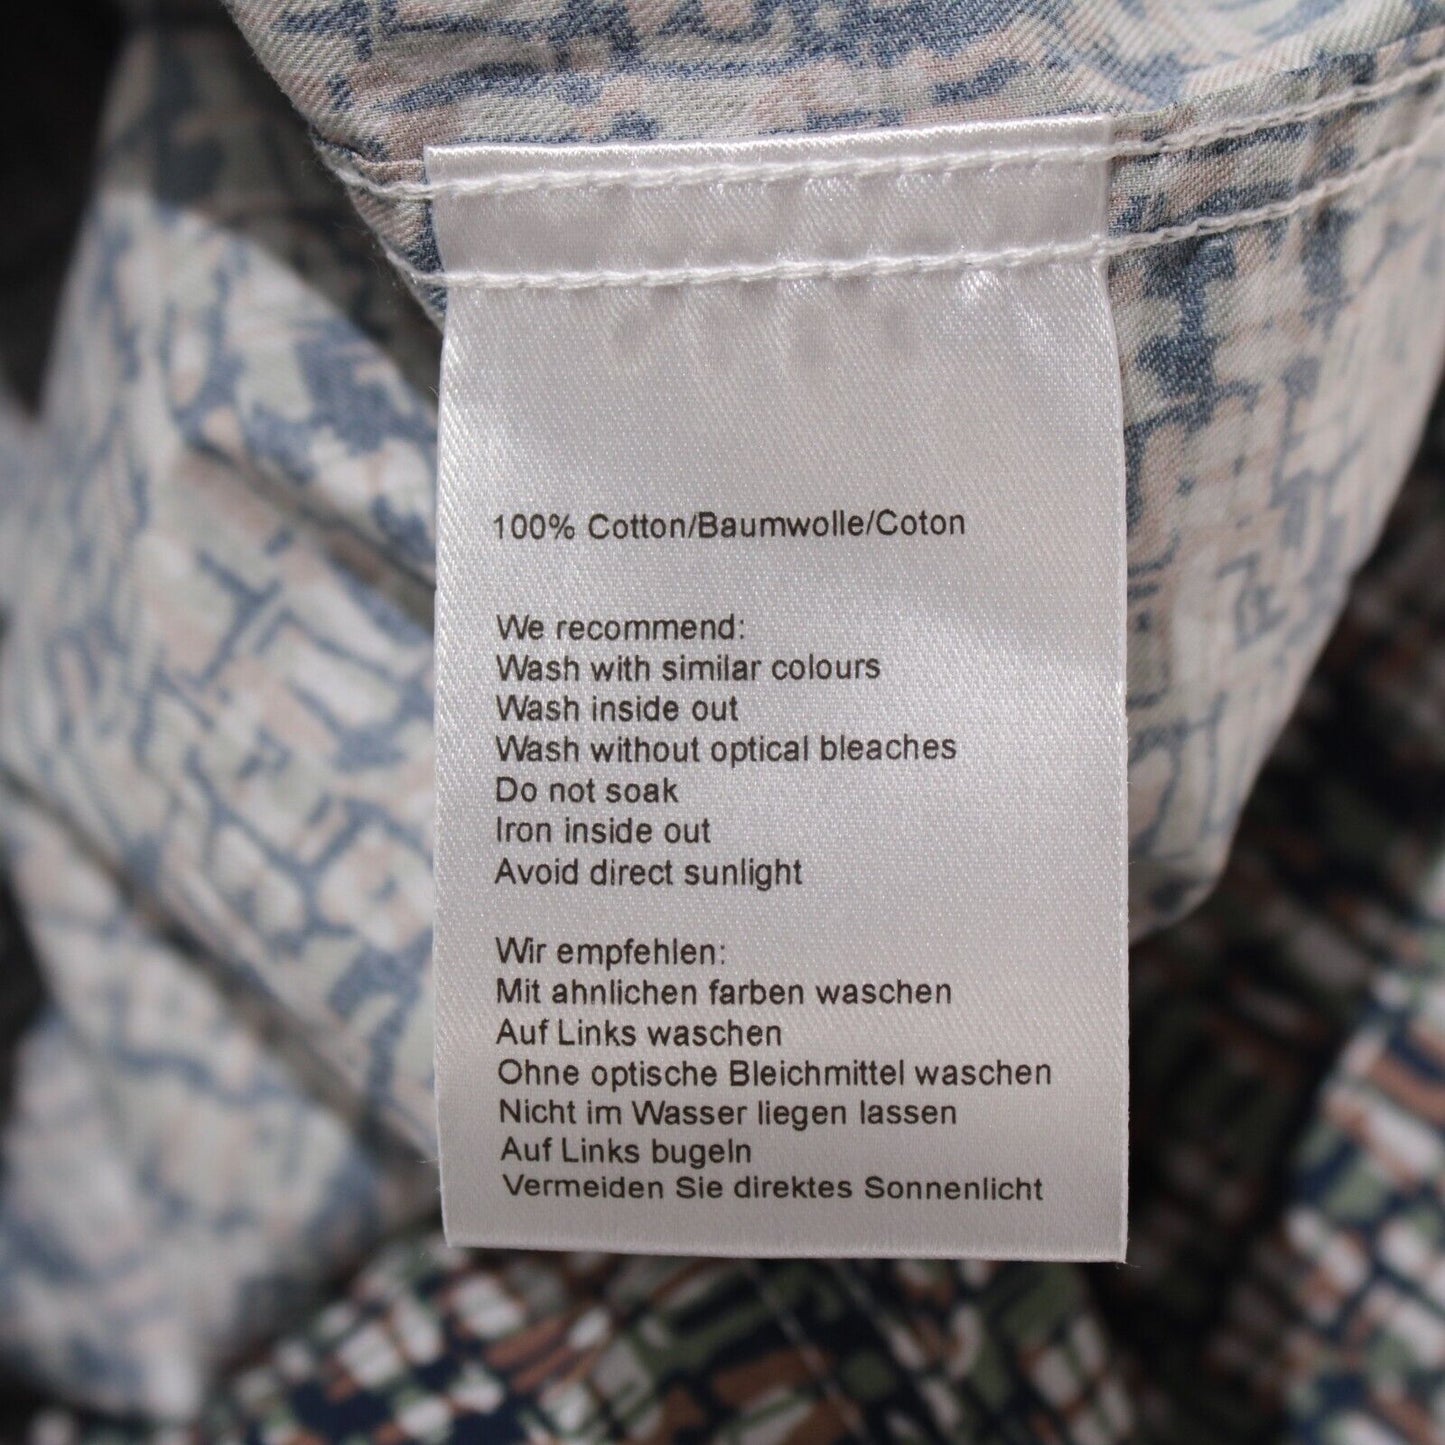 100% Cotton/Baumwolle/Coton
We recommend:
Wash with similar colours
Wash inside out
Wash without optical bleaches
Do not soak
Iron inside out
Avoid direct sunlight
Wir empfehlen:
Mit ahnlichen farben waschen
Auf Links waschen
Ohne optische Bleichmittel waschen
Nicht im Wasser liegen lassen
Auf Links bugeln
Vermeiden Sie direktes Sonnenlicht